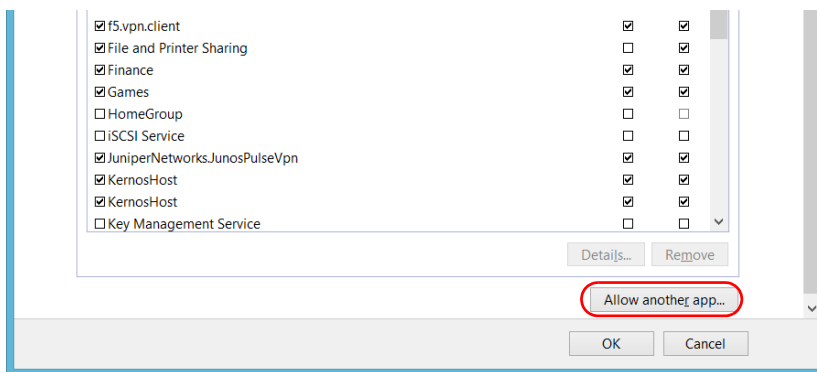 f5.vpn.client
File and Printer Sharing
Finance
Games
HomeGroup
iSCSI Service
JuniperNetworks.JunosPulseVpn
KernosHost
KernosHost
Key Management Service
Details... Remove
Allow another app...
OK Cancel